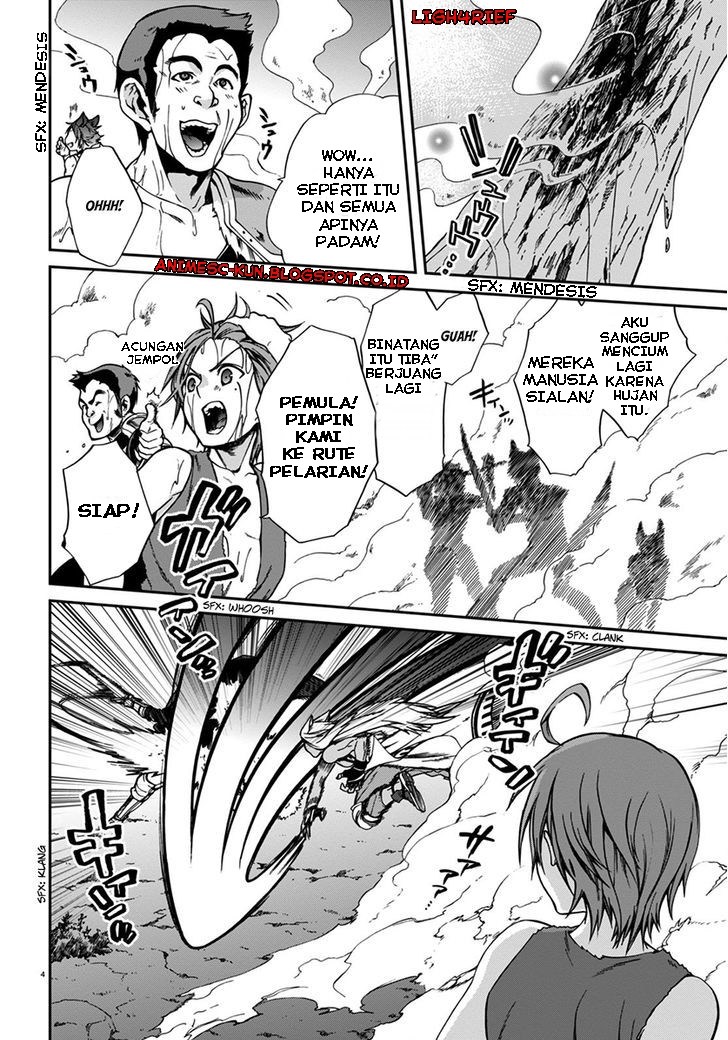 LIGH4RIEF
SFX: MENDESIS
WOW...
HANYA
SEPERTI ITU
DAN SEMUA
APINYA
PADAM!
OHHH!
SFX: MENDESIS
ANIMESC-KUN.BLOGSPOT.CO.ID
AKU
SANGGUP
MENCIUM
LAGI
KARENA
HUJAN
ITU.
MEREKA
MANUSIA
SIALAN!
GUAH!
BINATANG
ITU TIBA"
BERJUANG
LAGI
PEMULA!
PIMPIN
KAMI
KE RUTE
PELARIAN!
ACUNGAN
JEMPOL
SIAP!
SFX: CLANK
SFX: WHOOSH
SFX: KLANG
4